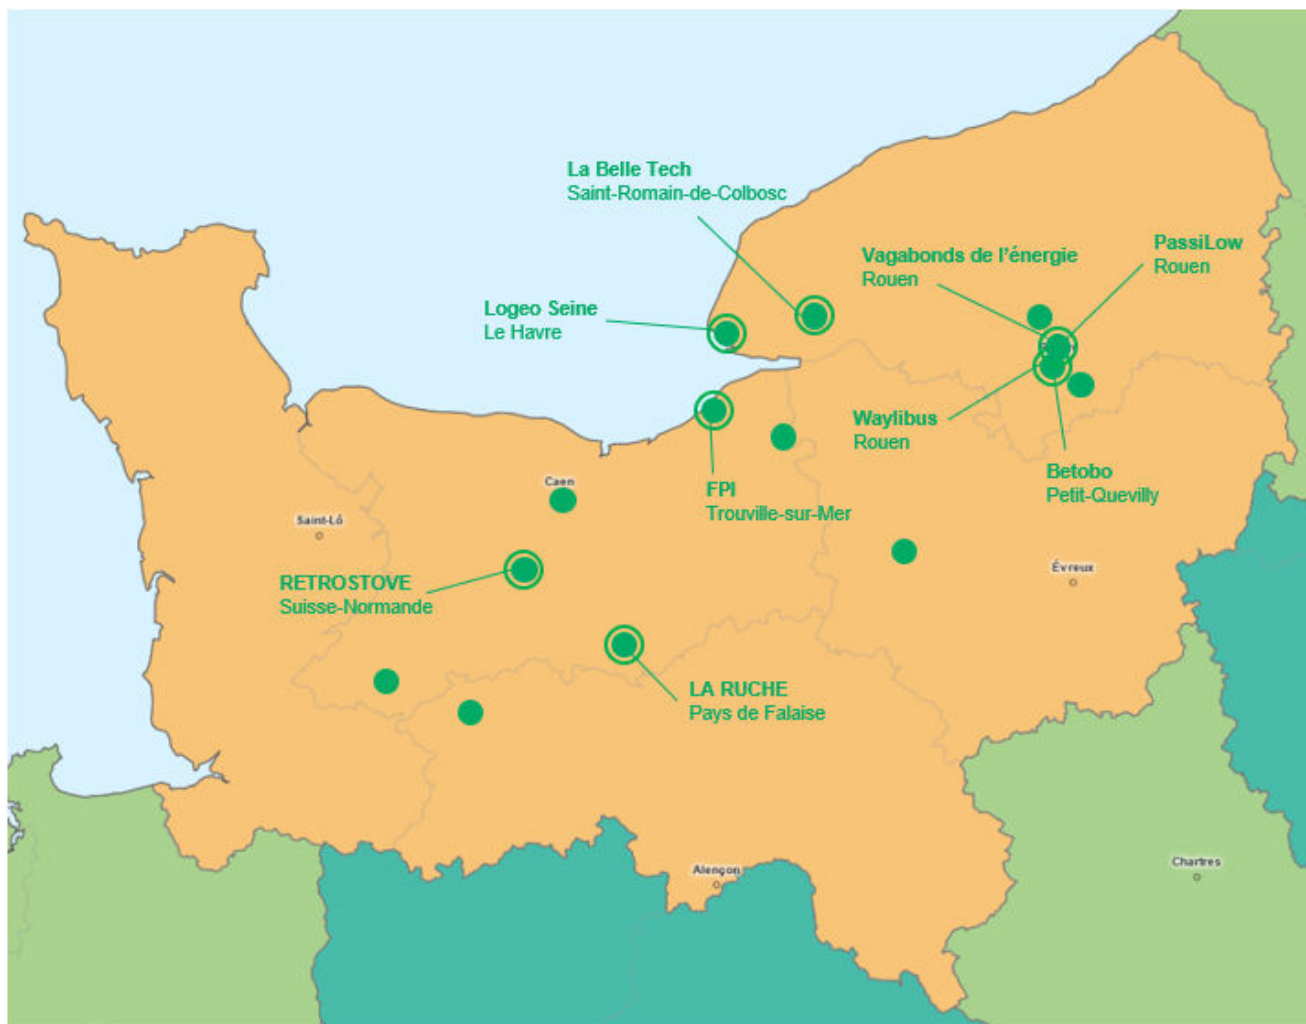 La Belle Tech
Saint-Romain-de-Colbosc
Vagabonds de l'énergie
Rouen
PassiLow
Rouen
Logeo Seine
Le Havre
Waylibus
Rouen
Betobo
Petit-Quevilly
FPI
Trouville-sur-Mer
Caen
Saint-Lô
Évreux
RETROSTOVE
Suisse-Normande
LA RUCHE
Pays de Falaise
Alençon
Chartres